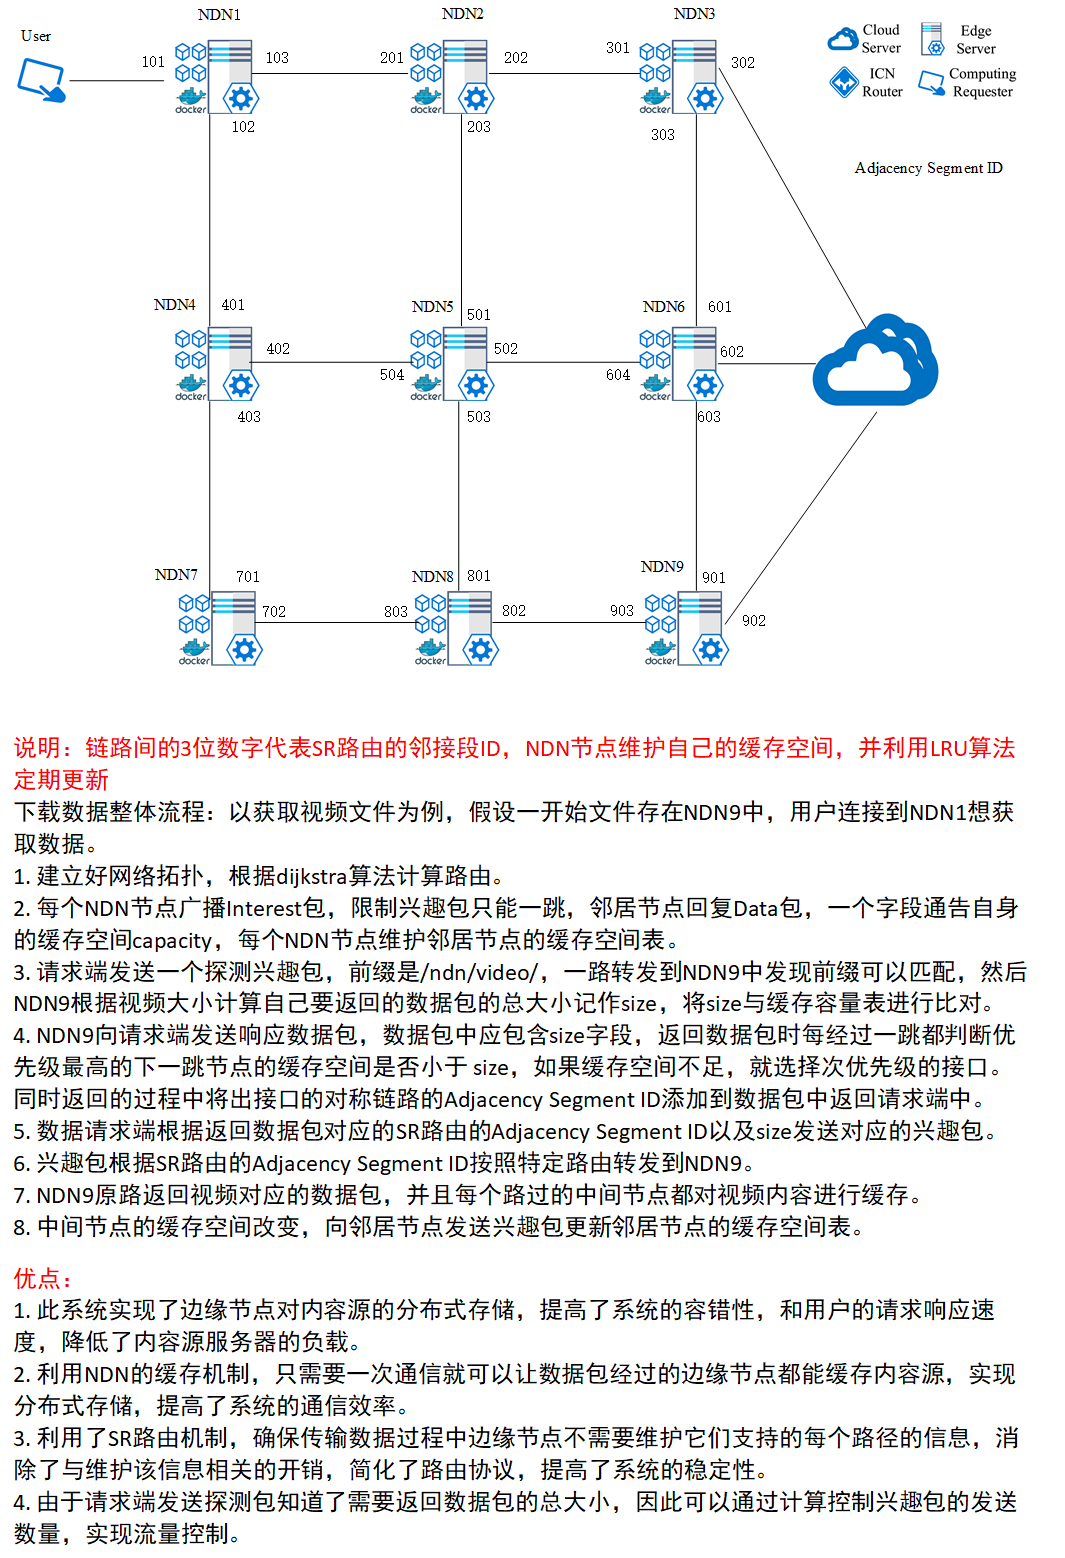 NDN1
NDN2
NDN3
User
Cloud Server
Edge Server
ICN Router
Computing Requester
101
103
201
202
301
302
docker
docker
docker
102
203
303
Adjacency Segment ID
NDN4
401
NDN5
501
NDN6
601
402
504
502
604
602
docker
docker
docker
403
503
603
NDN7
701
NDN8
801
NDN9
901
702
803
802
903
902
docker
docker
docker
说明：链路间的3位数字代表SR路由的邻接段ID，NDN节点维护自己的缓存空间，并利用LRU算法
定期更新
下载数据整体流程：以获取视频文件为例，假设一开始文件存在NDN9中，用户连接到NDN1想获
取数据。
1. 建立好网络拓扑，根据dijkstra算法计算路由。
2. 每个NDN节点广播Interest包，限制兴趣包只能一跳，邻居节点回复Data包，一个字段通告自身
的缓存空间capacity，每个NDN节点维护邻居节点的缓存空间表。
3. 请求端发送一个探测兴趣包，前缀是/ndn/video/，一路转发到NDN9中发现前缀可以匹配，然后
NDN9根据视频大小计算自己要返回的数据包的总大小记作size，将size与缓存容量表进行比对。
4. NDN9向请求端发送响应数据包，数据包中应包含size字段，返回数据包时每经过一跳都判断优
先级最高的下一跳节点的缓存空间是否小于 size，如果缓存空间不足，就选择次优先级的接口。
同时返回的过程中将出接口的对称链路的Adjacency Segment ID添加到数据包中返回请求端中。
5. 数据请求端根据返回数据包对应的SR路由的Adjacency Segment ID以及size发送对应的兴趣包。
6. 兴趣包根据SR路由的Adjacency Segment ID按照特定路由转发到NDN9。
7. NDN9原路返回视频对应的数据包，并且每个路过的中间节点都对视频内容进行缓存。
8. 中间节点的缓存空间改变，向邻居节点发送兴趣包更新邻居节点的缓存空间表。
优点：
1. 此系统实现了边缘节点对内容源的分布式存储，提高了系统的容错性，和用户的请求响应速
度，降低了内容源服务器的负载。
2. 利用NDN的缓存机制，只需要一次通信就可以让数据包经过的边缘节点都能缓存内容源，实现
分布式存储，提高了系统的通信效率。
3. 利用了SR路由机制，确保传输数据过程中边缘节点不需要维护它们支持的每个路径的信息，消
除了与维护该信息相关的开销，简化了路由协议，提高了系统的稳定性。
4. 由于请求端发送探测包知道了需要返回数据包的总大小，因此可以通过计算控制兴趣包的发送
数量，实现流量控制。